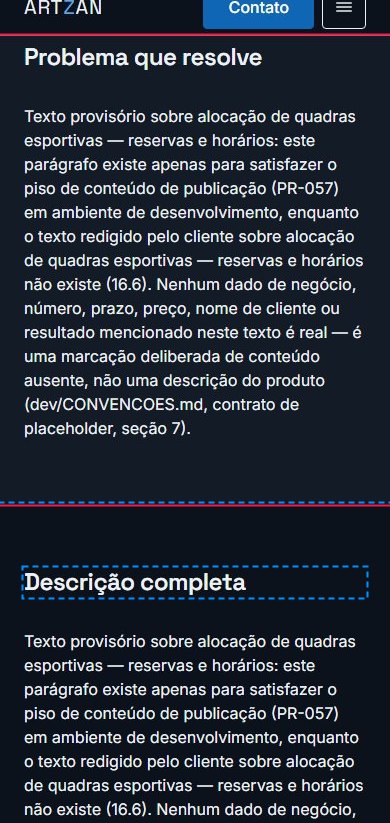 ARTZAN
Contato
Problema que resolve
Texto provisório sobre alocação de quadras
esportivas — reservas e horários: este
parágrafo existe apenas para satisfazer o
piso de conteúdo de publicação (PR-057)
em ambiente de desenvolvimento, enquanto
o texto redigido pelo cliente sobre alocação
de quadras esportivas — reservas e horários
não existe (16.6). Nenhum dado de negócio,
número, prazo, preço, nome de cliente ou
resultado mencionado neste texto é real — é
uma marcação deliberada de conteúdo
ausente, não uma descrição do produto
(dev/CONVENCOES.md, contrato de
placeholder, seção 7).
Descrição completa
Texto provisório sobre alocação de quadras
esportivas — reservas e horários: este
parágrafo existe apenas para satisfazer o
piso de conteúdo de publicação (PR-057)
em ambiente de desenvolvimento, enquanto
o texto redigido pelo cliente sobre alocação
de quadras esportivas — reservas e horários
não existe (16.6). Nenhum dado de negócio,